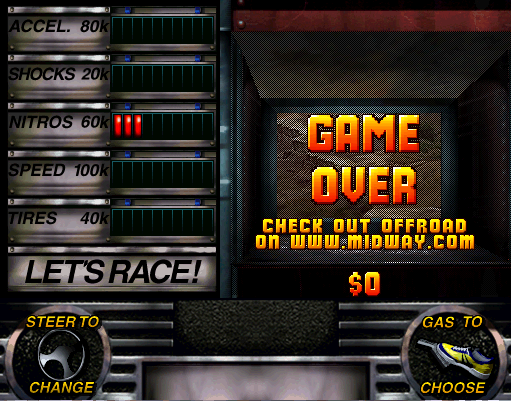 ACCEL. 80k
SHOCKS 20k
NITROS 60k
SPEED 100k
TIRES 40k
LET'S RACE!
GAME
OVER
CHECK OUT OFFROAD
ON WWW.MIDWAY.COM
$0
STEER TO
CHANGE
GAS TO
CHOOSE